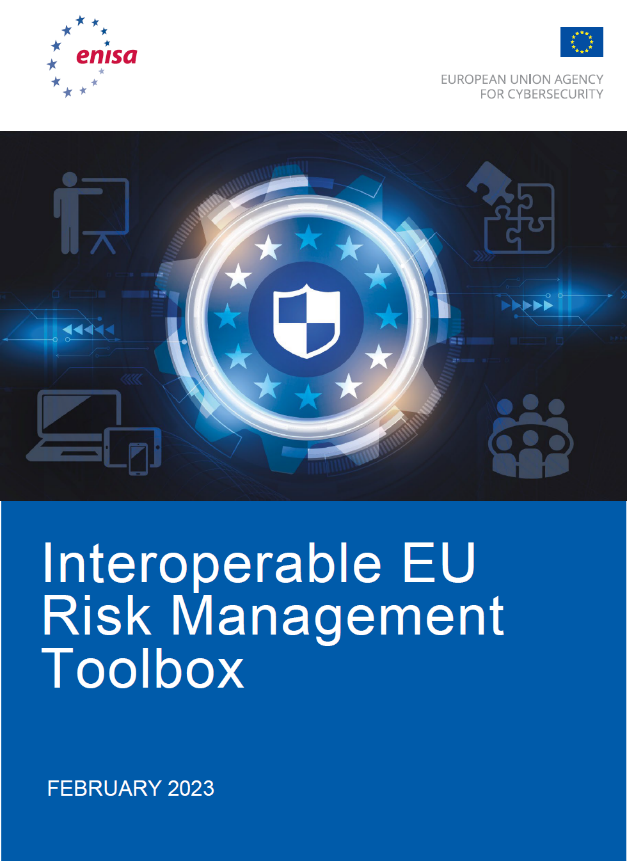 enisa
EUROPEAN UNION AGENCY
FOR CYBERSECURITY
Interoperable EU
Risk Management
Toolbox
FEBRUARY 2023